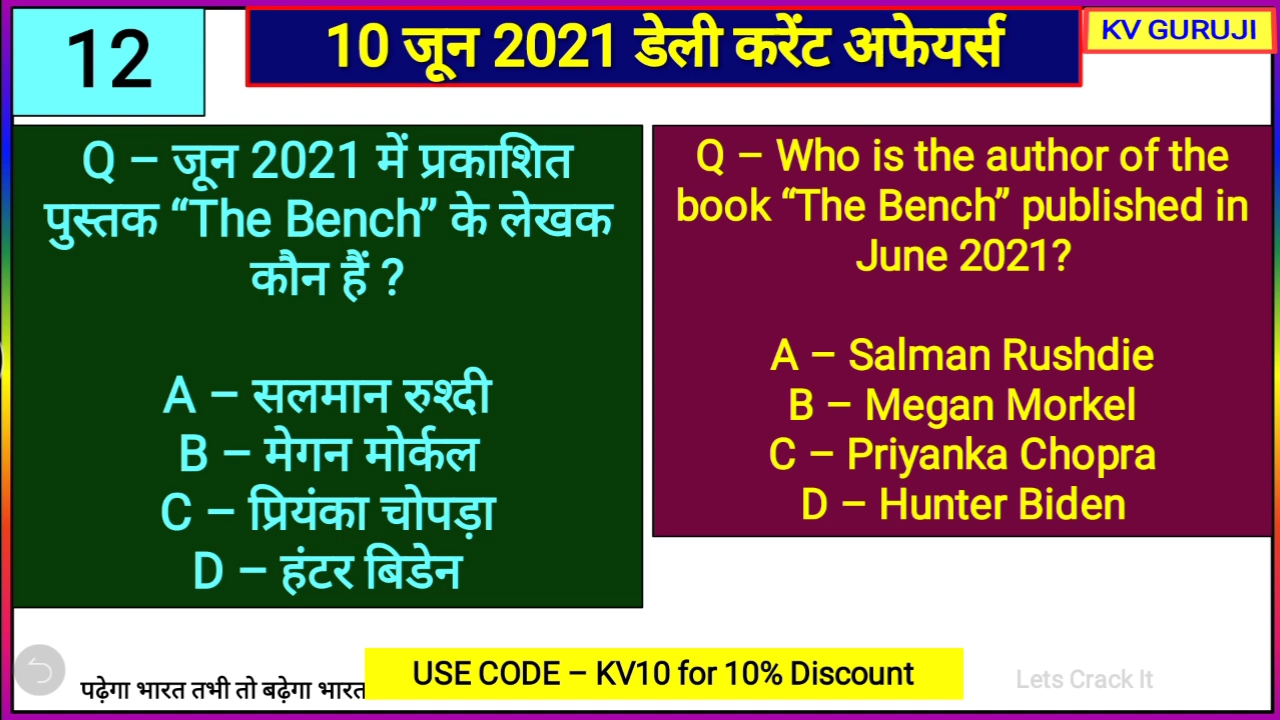 12
10 जून 2021 डेली करेंट अफेयर्स
KV GURUJI
Q – जून 2021 में प्रकाशित
पुस्तक “The Bench” के लेखक
कौन हैं ?
A – सलमान रुश्दी
B – मेगन मोर्कल
C – प्रियंका चोपड़ा
D – हंटर बिडेन
Q – Who is the author of the
book “The Bench” published in
June 2021?
A – Salman Rushdie
B – Megan Morkel
C – Priyanka Chopra
D – Hunter Biden
पढ़ेगा भारत तभी तो बढ़ेगा भारत
USE CODE – KV10 for 10% Discount
Lets Crack It